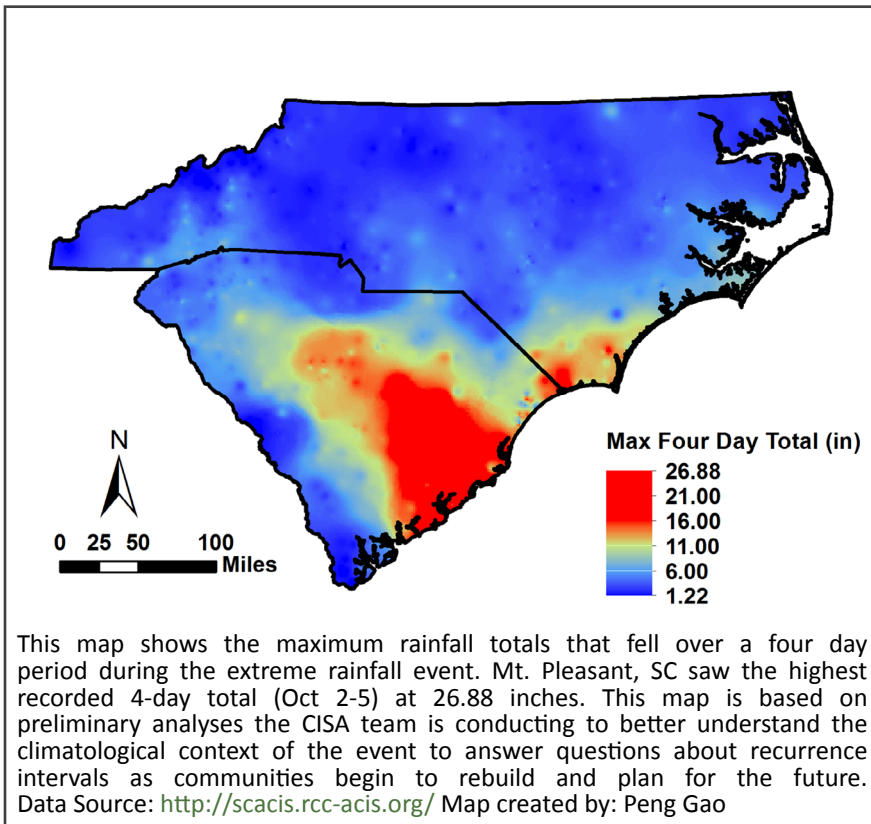 N
0 25 50 100
Miles
Max Four Day Total (in)
26.88
21.00
16.00
11.00
6.00
1.22
This map shows the maximum rainfall totals that fell over a four day
period during the extreme rainfall event. Mt. Pleasant, SC saw the highest
recorded 4-day total (Oct 2-5) at 26.88 inches. This map is based on
preliminary analyses the CISA team is conducting to better understand the
climatological context of the event to answer questions about recurrence
intervals as communities begin to rebuild and plan for the future.
Data Source: http://scacis.rcc-acis.org/ Map created by: Peng Gao